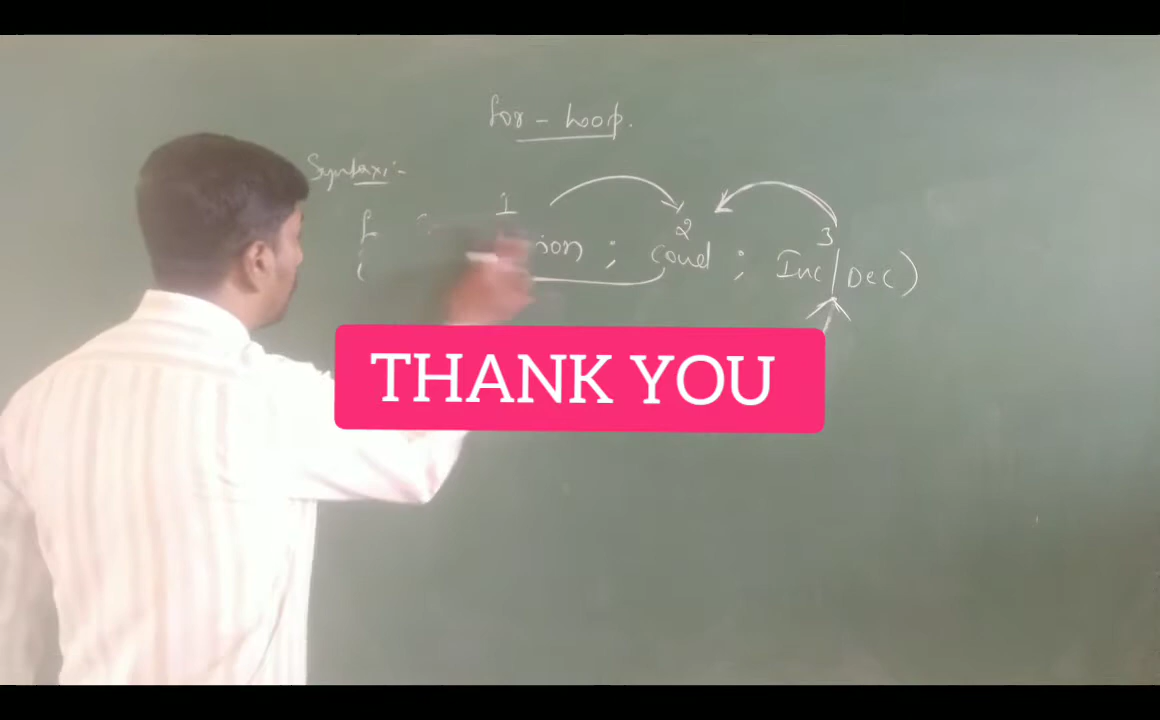 for - Loop.
Syntax:-
1 2 3
ion ; cond ; Inc/Dec)
THANK YOU